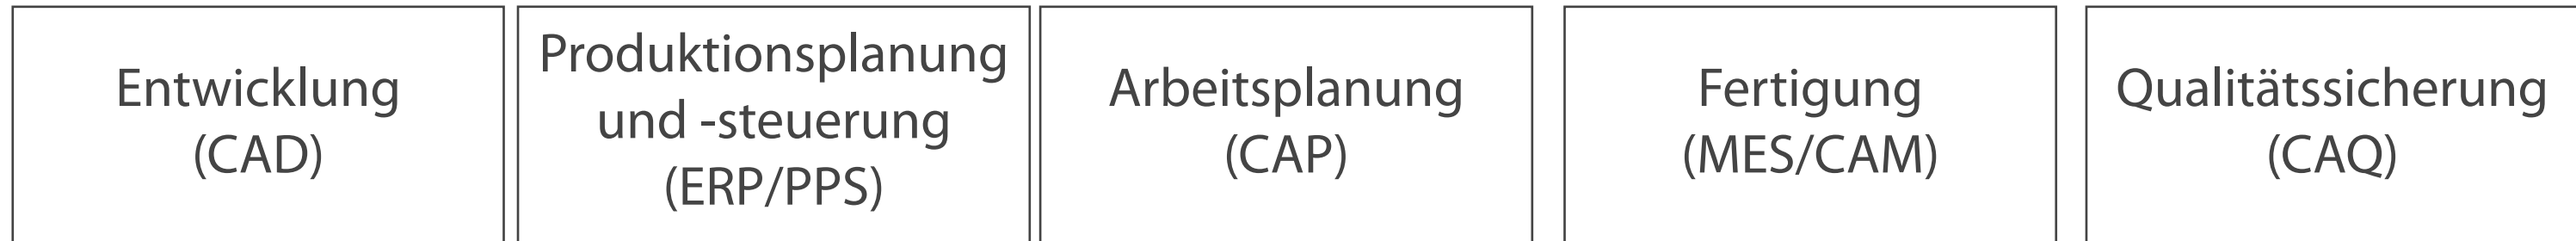 Entwicklung
(CAD)
Produktionsplanung
und -steuerung
(ERP/PPS)
Arbeitsplanung
(CAP)
Fertigung
(MES/CAM)
Qualitätssicherung
(CAQ)